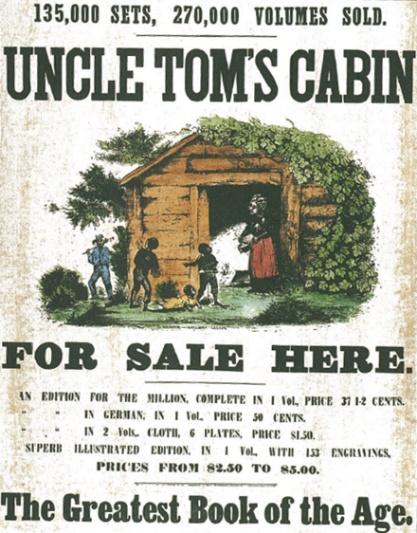 135,000 SETS, 270,000 VOLUMES SOLD.
UNCLE TOM'S CABIN
FOR SALE HERE.
AN EDITION FOR THE MILLION, COMPLETE IN 1 Vol., PRICE 37 1-2 CENTS.
" " IN GERMAN, IN 1 Vol., PRICE 50 CENTS.
" " IN 2 Vols., CLOTH, 6 PLATES, PRICE $1.50.
SUPERB ILLUSTRATED EDITION, IN 1 Vol., WITH 153 ENGRAVINGS,
PRICES FROM $2.50 TO $5.00.
The Greatest Book of the Age.